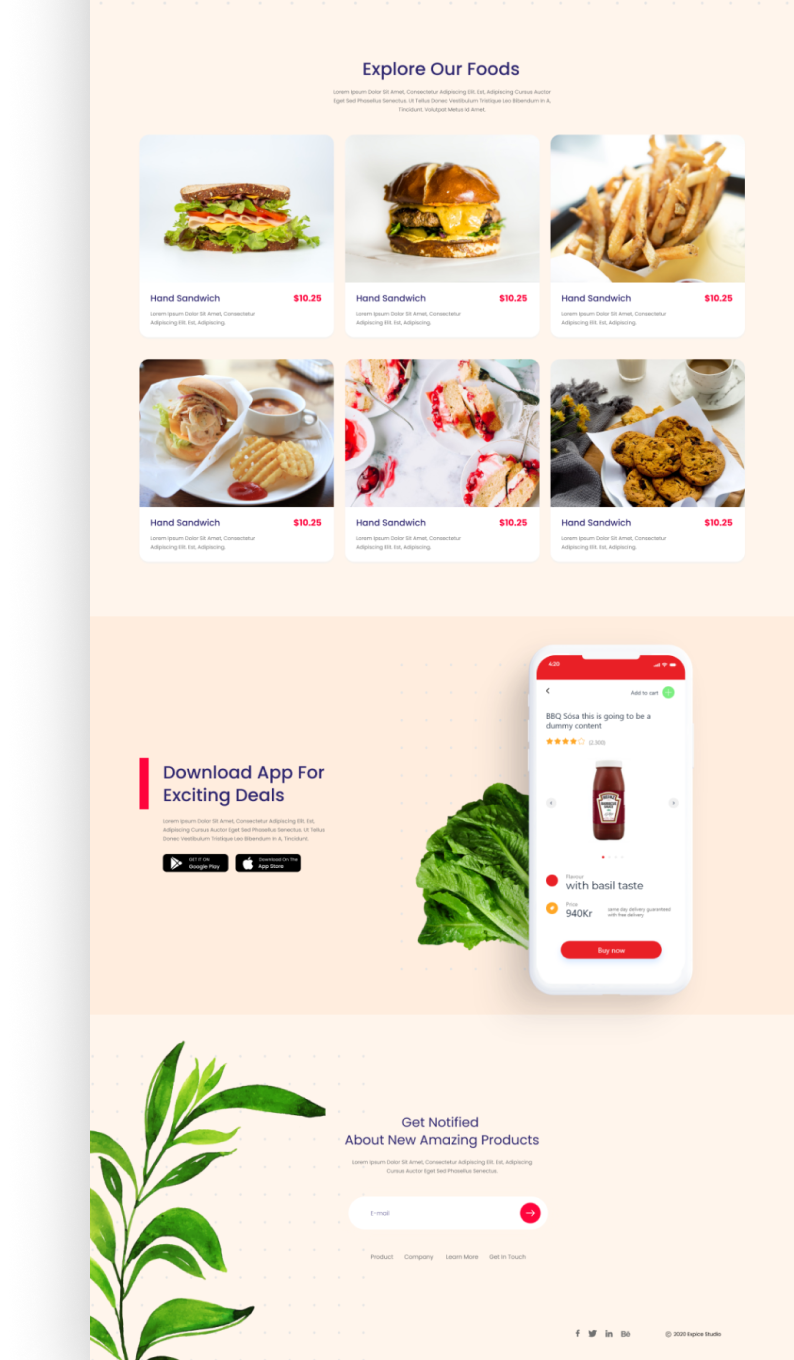 Explore Our Foods
Lorem Ipsum Dolor Sit Amet, Consectetur Adipiscing Elit. Est, Adipiscing Cursus Auctor
Eget Sed Phasellus Senectus. Ut Tellus Donec Vestibulum Tristique Leo Bibendum In A,
Tincidunt. Volutpat Metus Id Amet.
Hand Sandwich $10.25
Lorem Ipsum Dolor Sit Amet, Consectetur
Adipiscing Elit. Est, Adipiscing.
Hand Sandwich $10.25
Lorem Ipsum Dolor Sit Amet, Consectetur
Adipiscing Elit. Est, Adipiscing.
Hand Sandwich $10.25
Lorem Ipsum Dolor Sit Amet, Consectetur
Adipiscing Elit. Est, Adipiscing.
Hand Sandwich $10.25
Lorem Ipsum Dolor Sit Amet, Consectetur
Adipiscing Elit. Est, Adipiscing.
Hand Sandwich $10.25
Lorem Ipsum Dolor Sit Amet, Consectetur
Adipiscing Elit. Est, Adipiscing.
Hand Sandwich $10.25
Lorem Ipsum Dolor Sit Amet, Consectetur
Adipiscing Elit. Est, Adipiscing.
Download App For
Exciting Deals
Lorem Ipsum Dolor Sit Amet, Consectetur Adipiscing Elit. Est,
Adipiscing Cursus Auctor Eget Sed Phasellus Senectus. Ut Tellus
Donec Vestibulum Tristique Leo Bibendum In A, Tincidunt.
GET IT ON
Google Play
Download On The
App Store
4:20
Add to cart
BBQ Sósa this is going to be a
dummy content
(2,300)
HEINZ
Flavour
with basil taste
Price
940Kr
same day delivery guaranteed
with free delivery
Buy now
Get Notified
About New Amazing Products
Lorem Ipsum Dolor Sit Amet, Consectetur Adipiscing Elit. Est, Adipiscing
Cursus Auctor Eget Sed Phasellus Senectus.
E-mail
Product Company Learn More Get In Touch
© 2020 Expice Studio